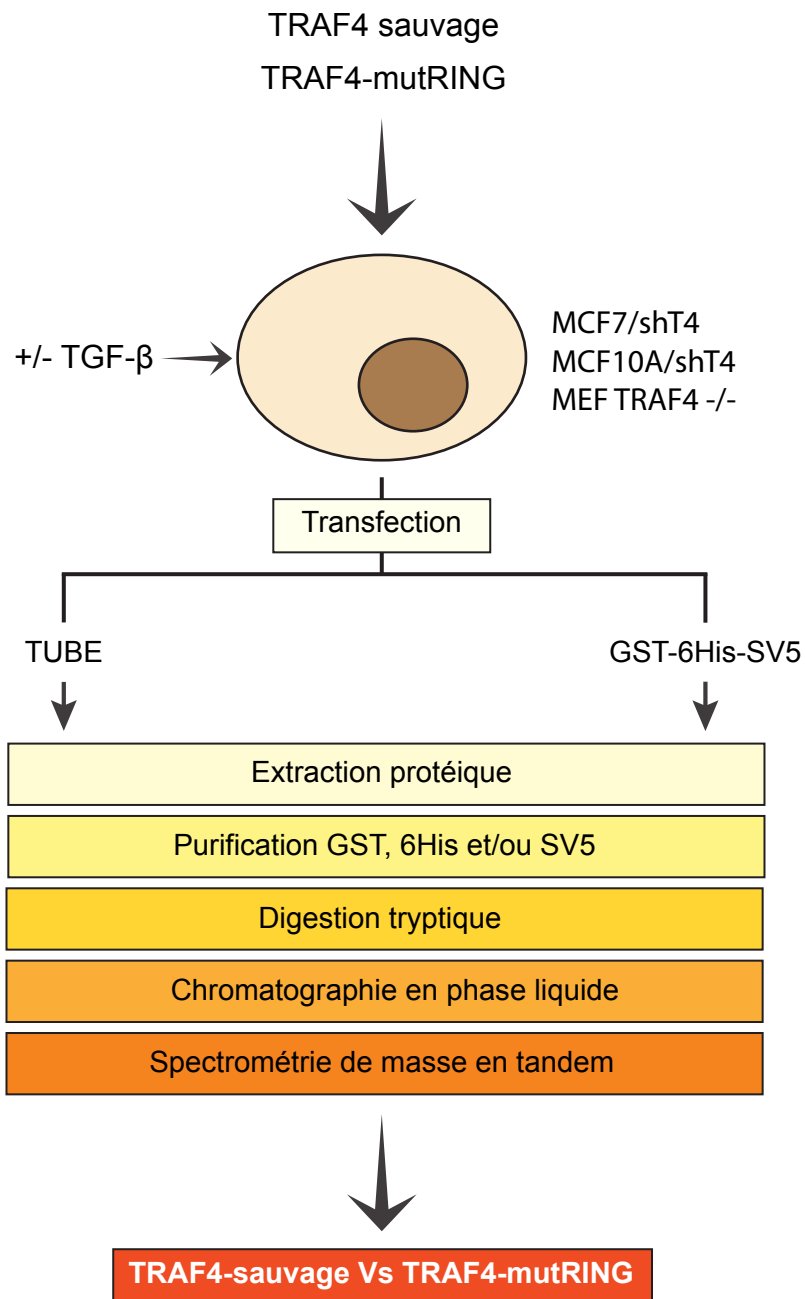 TRAF4 sauvage
TRAF4-mutRING
+/- TGF-β
MCF7/shT4
MCF10A/shT4
MEF TRAF4 -/-
Transfection
TUBE
GST-6His-SV5
Extraction protéique
Purification GST, 6His et/ou SV5
Digestion tryptique
Chromatographie en phase liquide
Spectrométrie de masse en tandem
TRAF4-sauvage Vs TRAF4-mutRING